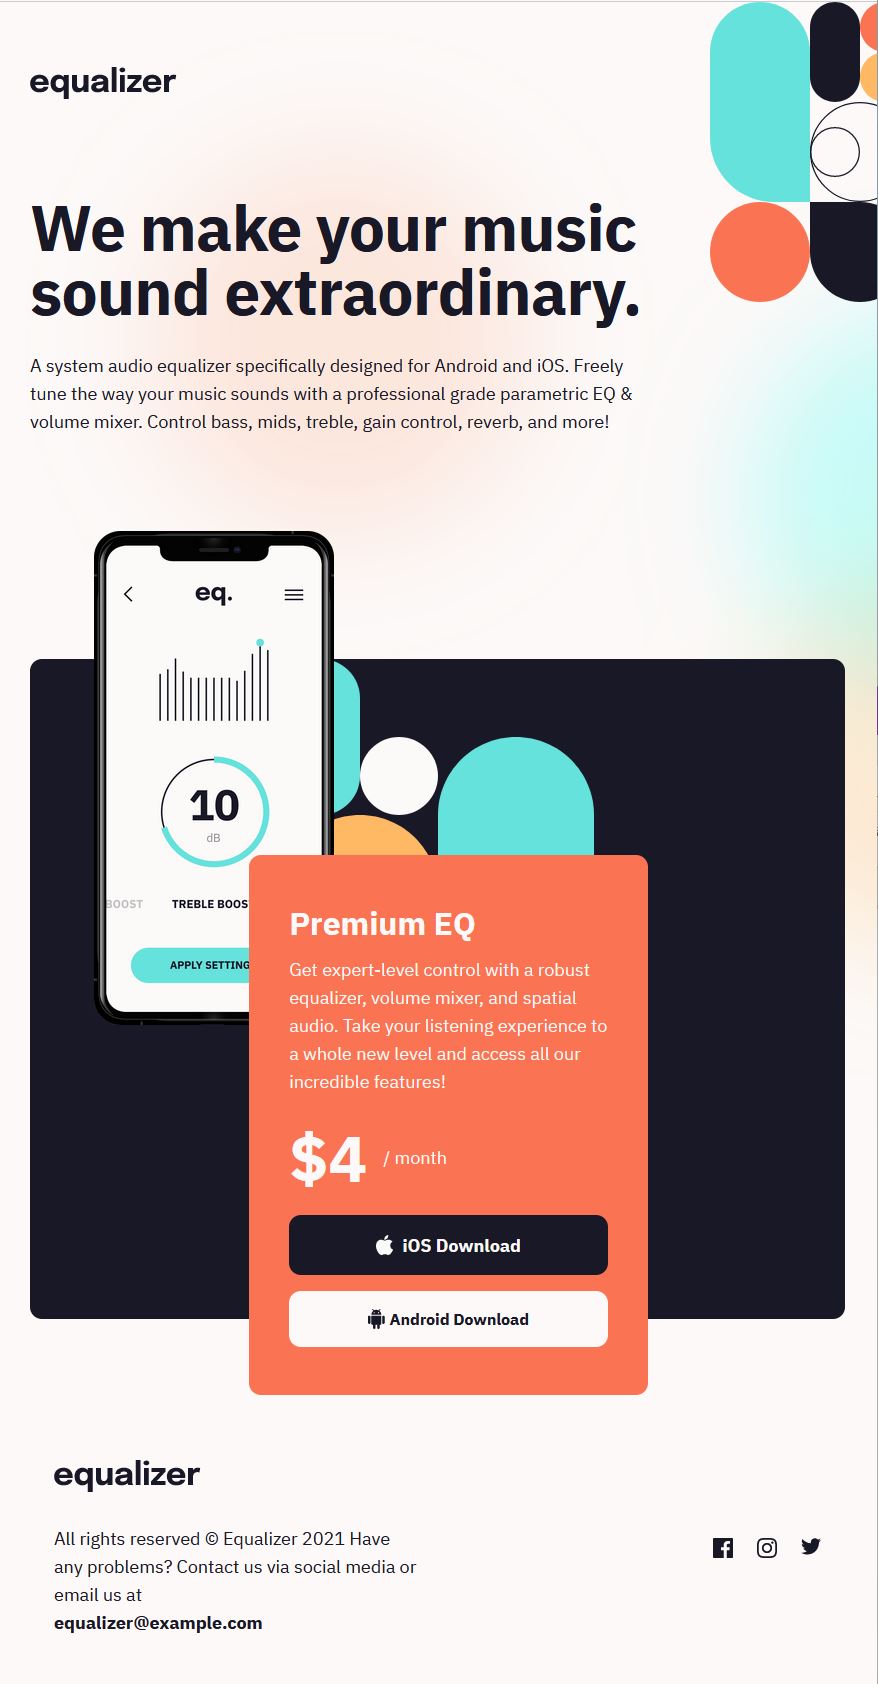 equalizer
We make your music
sound extraordinary.
A system audio equalizer specifically designed for Android and iOS. Freely
tune the way your music sounds with a professional grade parametric EQ &
volume mixer. Control bass, mids, treble, gain control, reverb, and more!
eq.
10
dB
BOOST TREBLE BOOS
APPLY SETTING
Premium EQ
Get expert-level control with a robust
equalizer, volume mixer, and spatial
audio. Take your listening experience to
a whole new level and access all our
incredible features!
$4 / month
iOS Download
Android Download
equalizer
All rights reserved © Equalizer 2021 Have
any problems? Contact us via social media or
email us at
equalizer@example.com